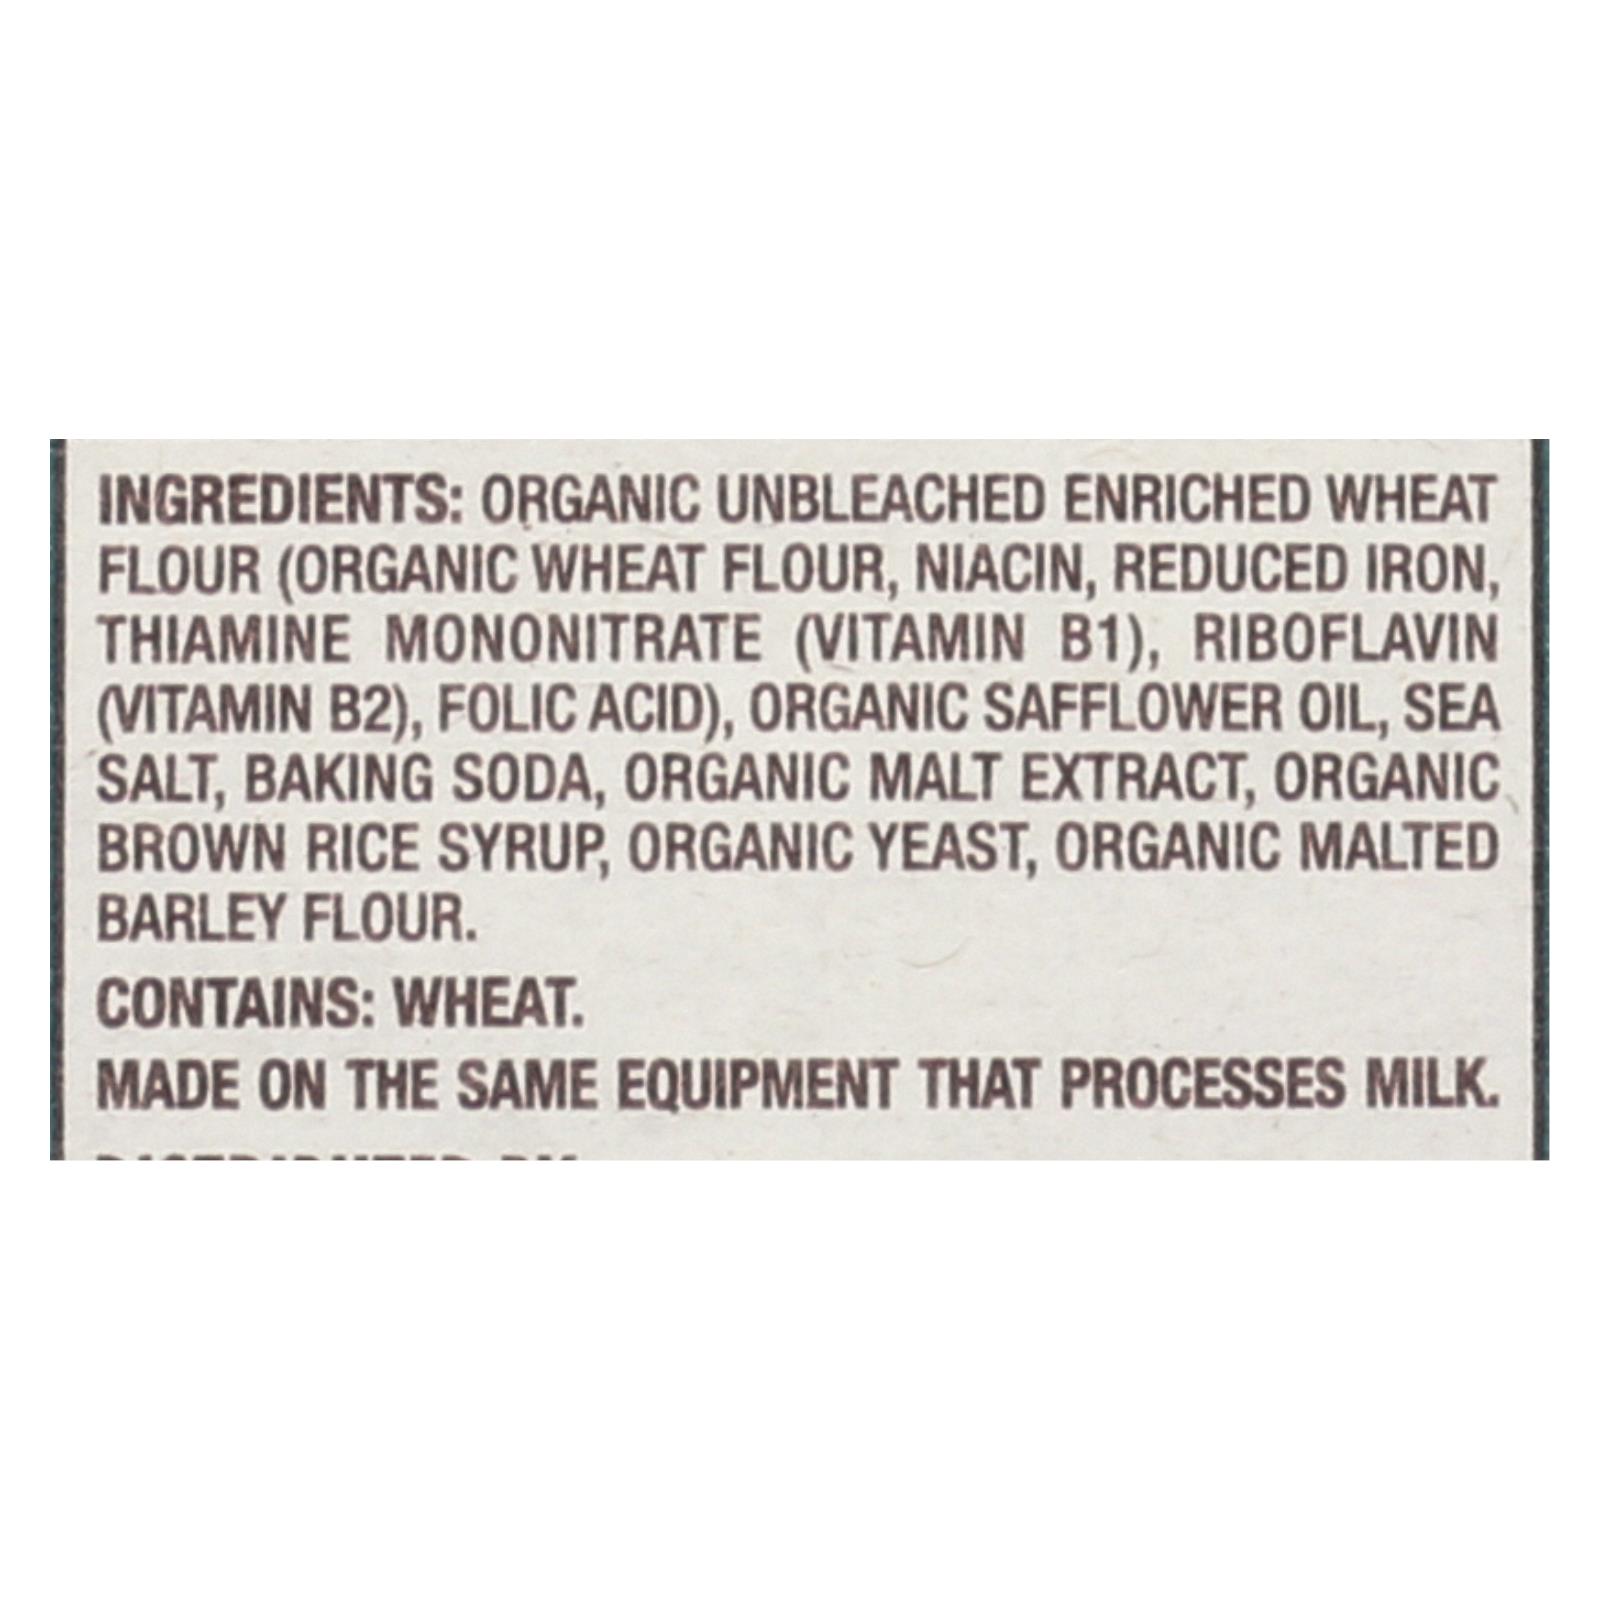 INGREDIENTS: ORGANIC UNBLEACHED ENRICHED WHEAT
FLOUR (ORGANIC WHEAT FLOUR, NIACIN, REDUCED IRON,
THIAMINE MONONITRATE (VITAMIN B1), RIBOFLAVIN
(VITAMIN B2), FOLIC ACID), ORGANIC SAFFLOWER OIL, SEA
SALT, BAKING SODA, ORGANIC MALT EXTRACT, ORGANIC
BROWN RICE SYRUP, ORGANIC YEAST, ORGANIC MALTED
BARLEY FLOUR.
CONTAINS: WHEAT.
MADE ON THE SAME EQUIPMENT THAT PROCESSES MILK.